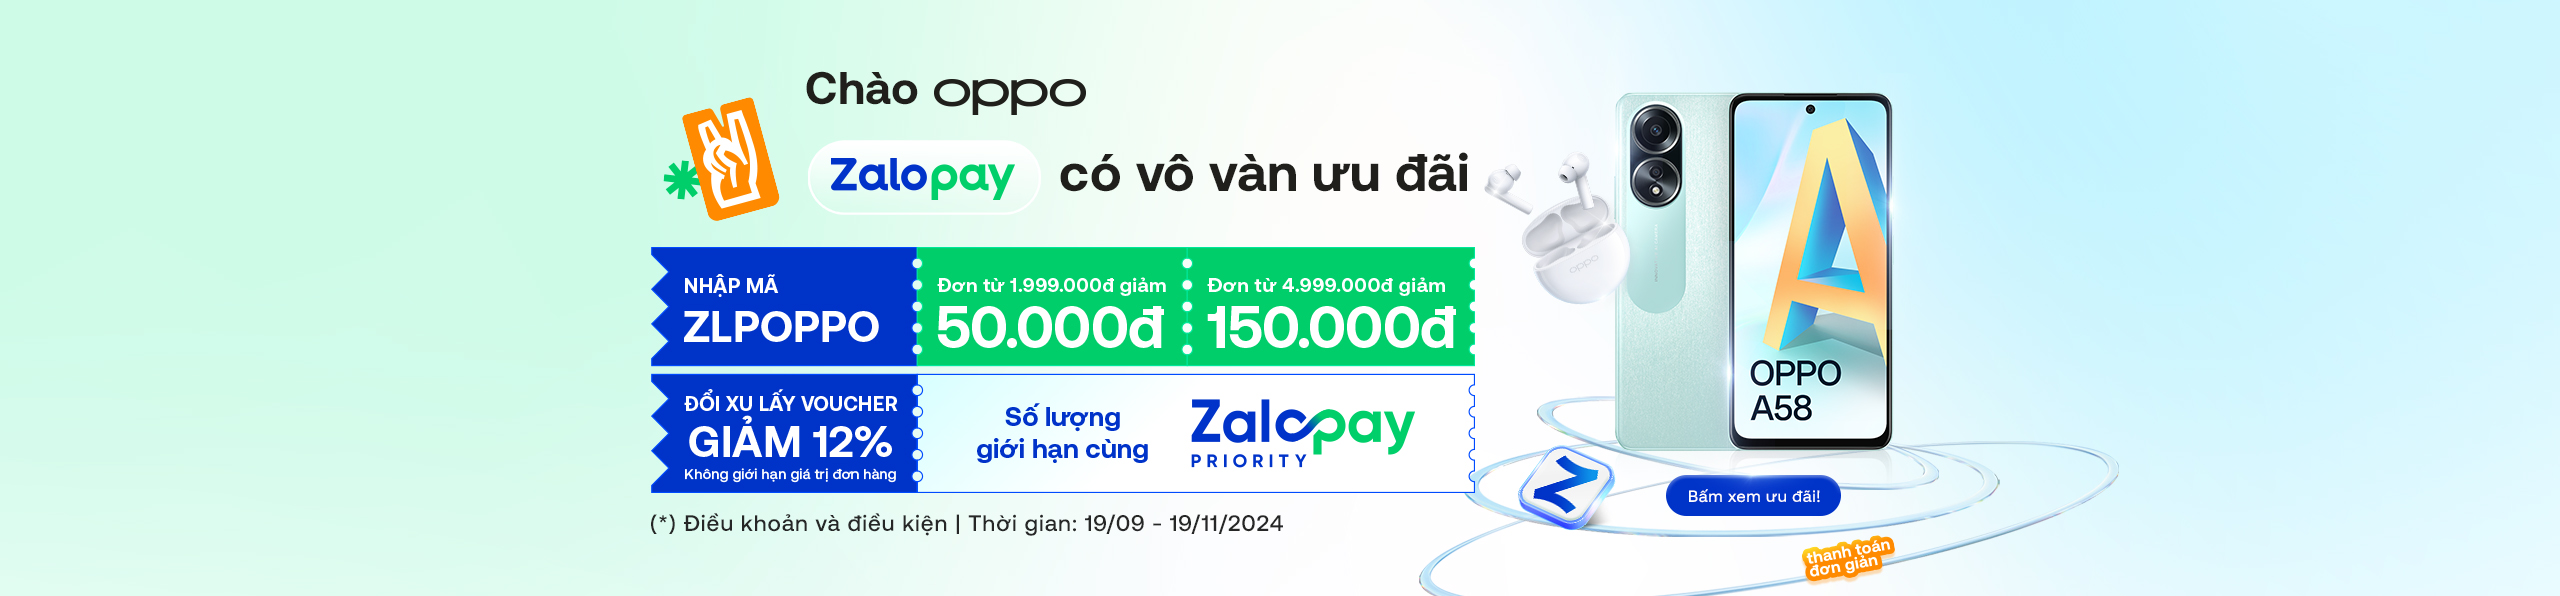 Chào oppo
Zalopay có vô vàn ưu đãi
NHẬP MÃ
ZLPOPPO
Đơn từ 1.999.000đ giảm
50.000đ
Đơn từ 4.999.000đ giảm
150.000đ
ĐỔI XU LẤY VOUCHER
GIẢM 12%
Không giới hạn giá trị đơn hàng
Số lượng
giới hạn cùng
Zalopay
PRIORITY
(*) Điều khoản và điều kiện | Thời gian: 19/09 - 19/11/2024
oppo
OPPO
A58
Bấm xem ưu đãi!
thanh toán
đơn giản